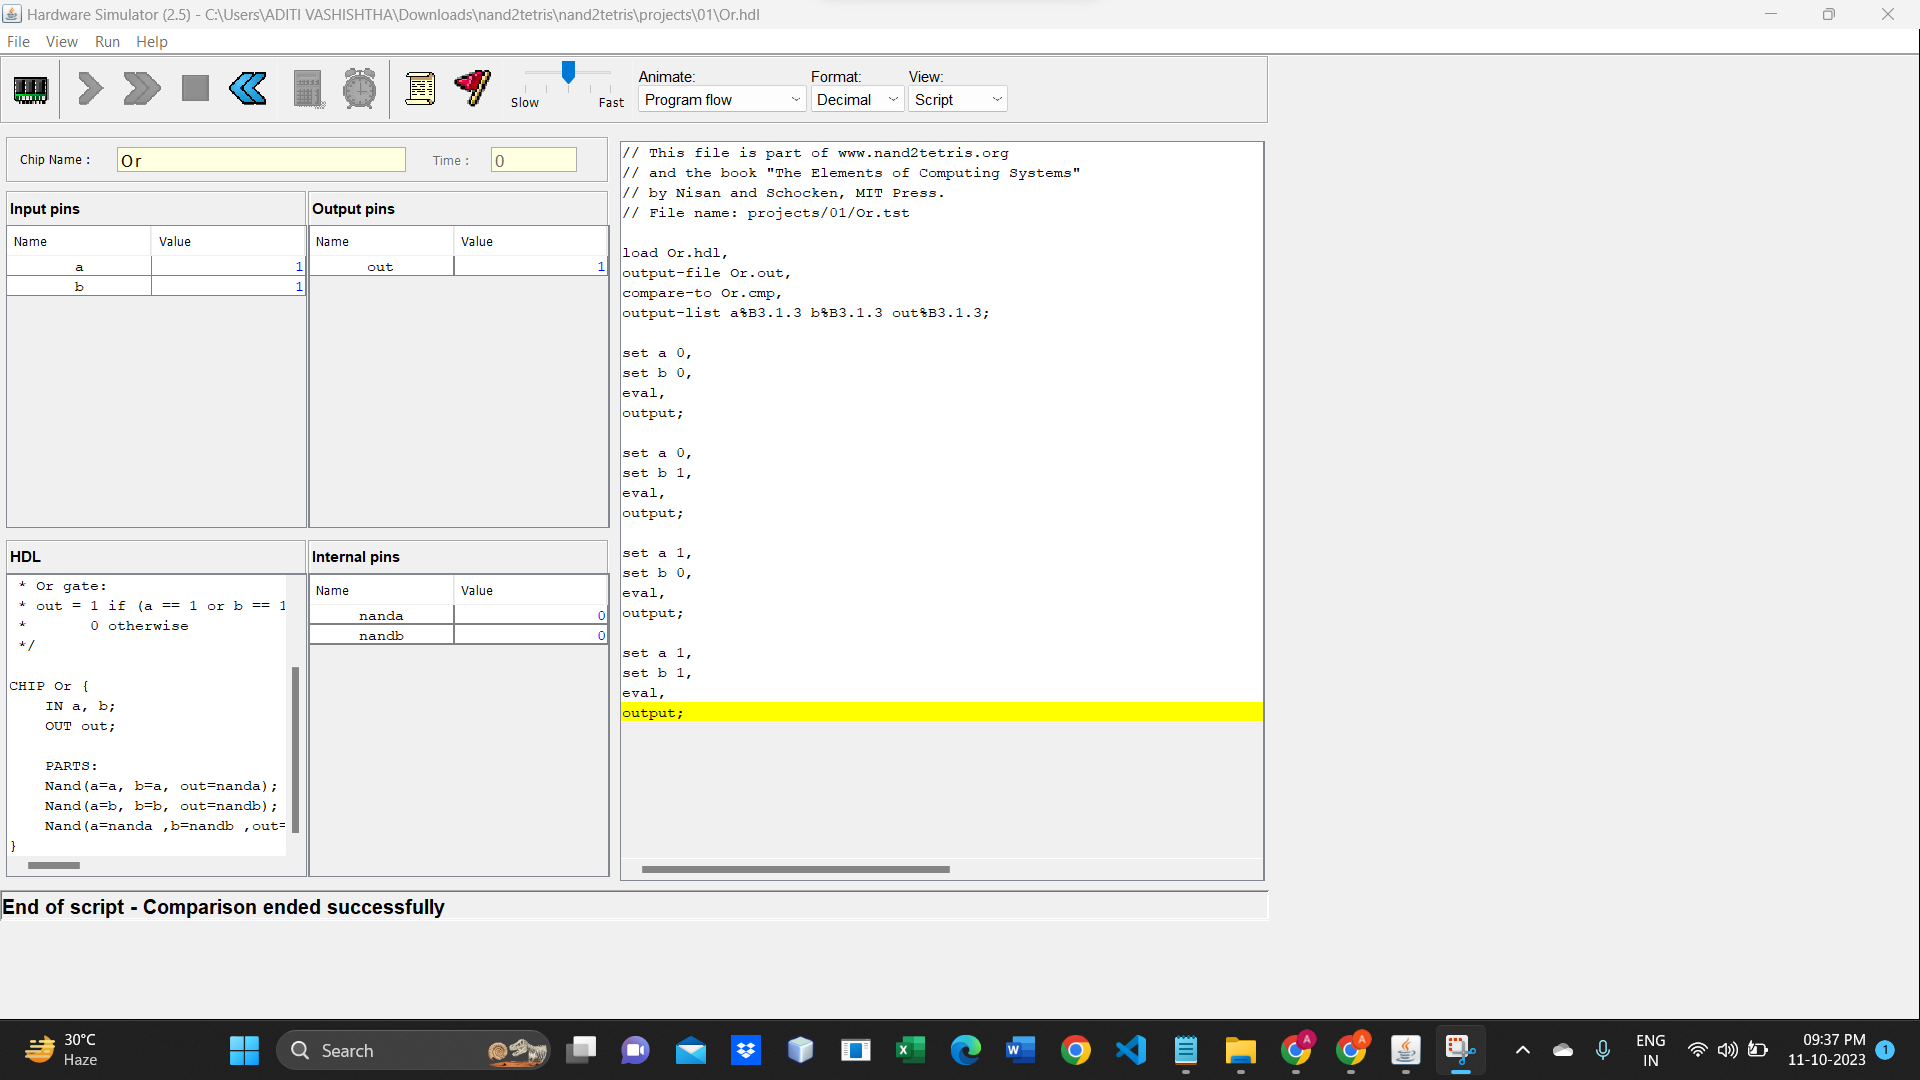 Hardware Simulator (2.5) - C:\Users\ADITI VASHISHTHA\Downloads\nand2tetris\nand2tetris\projects\01\Or.hdl
File View Run Help
Slow Fast
Animate: Format: View:
Program flow Decimal Script
Chip Name : Or Time : 0
Input pins
Name Value
a 1
b 1
Output pins
Name Value
out 1
HDL
* Or gate:
* out = 1 if (a == 1 or b == 1
* 0 otherwise
*/
CHIP Or {
IN a, b;
OUT out;
PARTS:
Nand(a=a, b=a, out=nanda);
Nand(a=b, b=b, out=nandb);
Nand(a=nanda ,b=nandb ,out=
}
Internal pins
Name Value
nanda 0
nandb 0
// This file is part of www.nand2tetris.org
// and the book "The Elements of Computing Systems"
// by Nisan and Schocken, MIT Press.
// File name: projects/01/Or.tst
load Or.hdl,
output-file Or.out,
compare-to Or.cmp,
output-list a%B3.1.3 b%B3.1.3 out%B3.1.3;
set a 0,
set b 0,
eval,
output;
set a 0,
set b 1,
eval,
output;
set a 1,
set b 0,
eval,
output;
set a 1,
set b 1,
eval,
output;
End of script - Comparison ended successfully
30°C
Haze
Search
A
A
ENG
IN
09:37 PM
11-10-2023
1